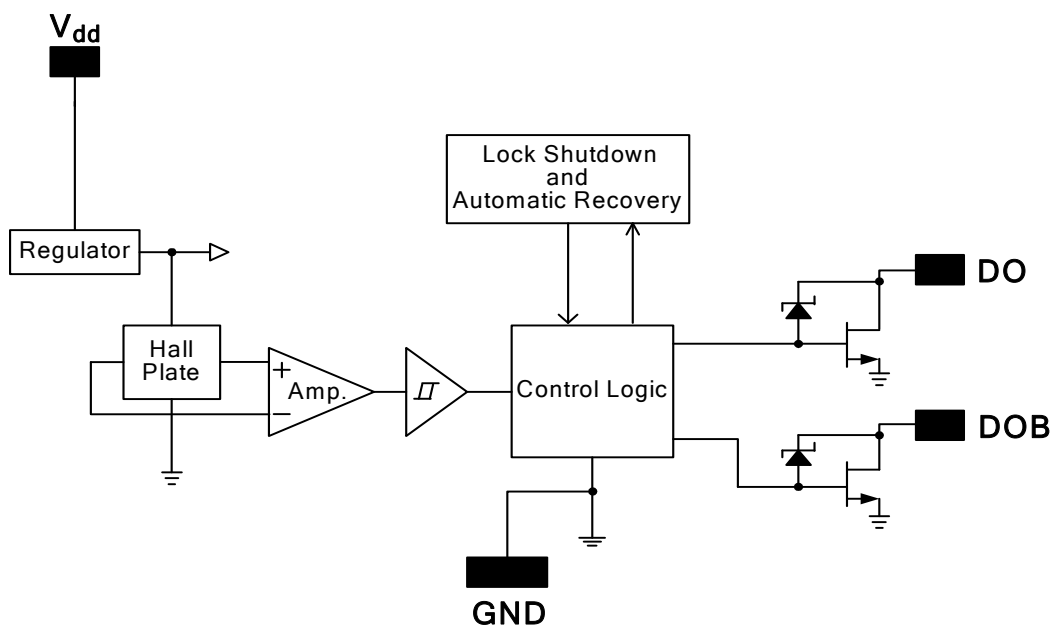 Vdd
Lock Shutdown
and
Automatic Recovery
Regulator
DO
Hall
Plate
+
Amp.
−
Control Logic
DOB
GND